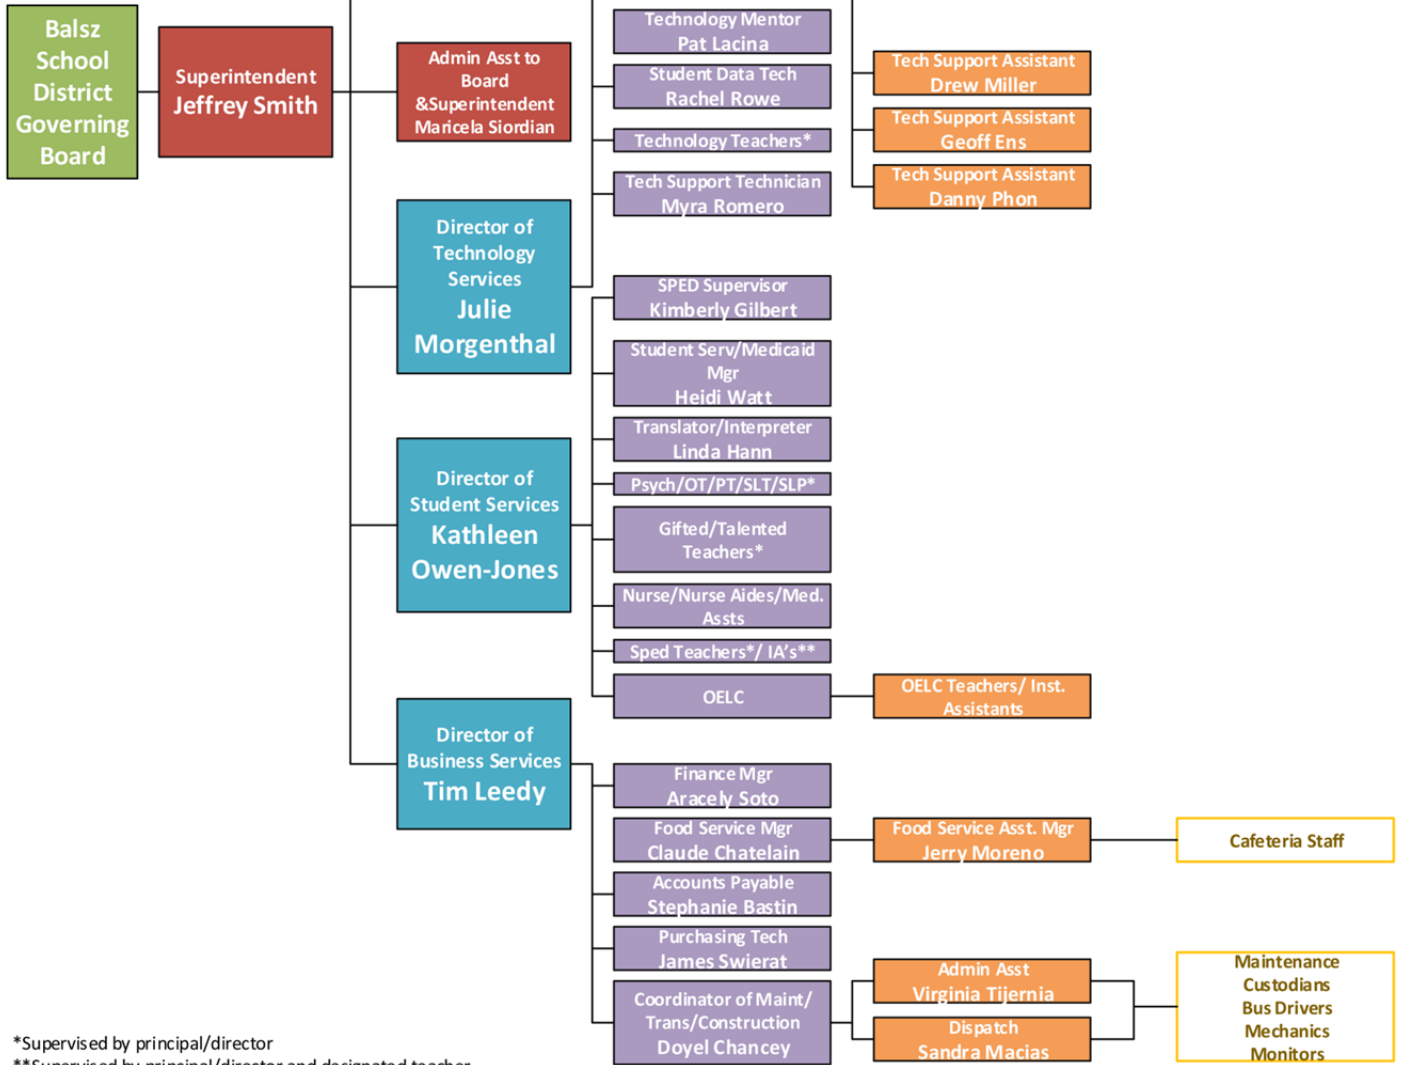 Balsz
School
District
Governing
Board
Superintendent
Jeffrey Smith
Admin Asst to
Board
&Superintendent
Maricela Siordian
Director of
Technology
Services
Julie
Morgenthal
Technology Mentor
Pat Lacina
Student Data Tech
Rachel Rowe
Technology Teachers*
Tech Support Technician
Myra Romero
Tech Support Assistant
Drew Miller
Tech Support Assistant
Geoff Ens
Tech Support Assistant
Danny Phon
Director of
Student Services
Kathleen
Owen-Jones
SPED Supervisor
Kimberly Gilbert
Student Serv/Medicaid
Mgr
Heidi Watt
Translator/Interpreter
Linda Hann
Psych/OT/PT/SLT/SLP*
Gifted/Talented
Teachers*
Nurse/Nurse Aides/Med.
Assts
Sped Teachers*/ IA's**
OELC
OELC Teachers/ Inst.
Assistants
Director of
Business Services
Tim Leedy
Finance Mgr
Aracely Soto
Food Service Mgr
Claude Chatelain
Food Service Asst. Mgr
Jerry Moreno
Cafeteria Staff
Accounts Payable
Stephanie Bastin
Purchasing Tech
James Swierat
Coordinator of Maint/
Trans/Construction
Doyel Chancey
Admin Asst
Virginia Tijernia
Dispatch
Sandra Macias
Maintenance
Custodians
Bus Drivers
Mechanics
Monitors
*Supervised by principal/director
**Supervised by principal/director and designated teacher